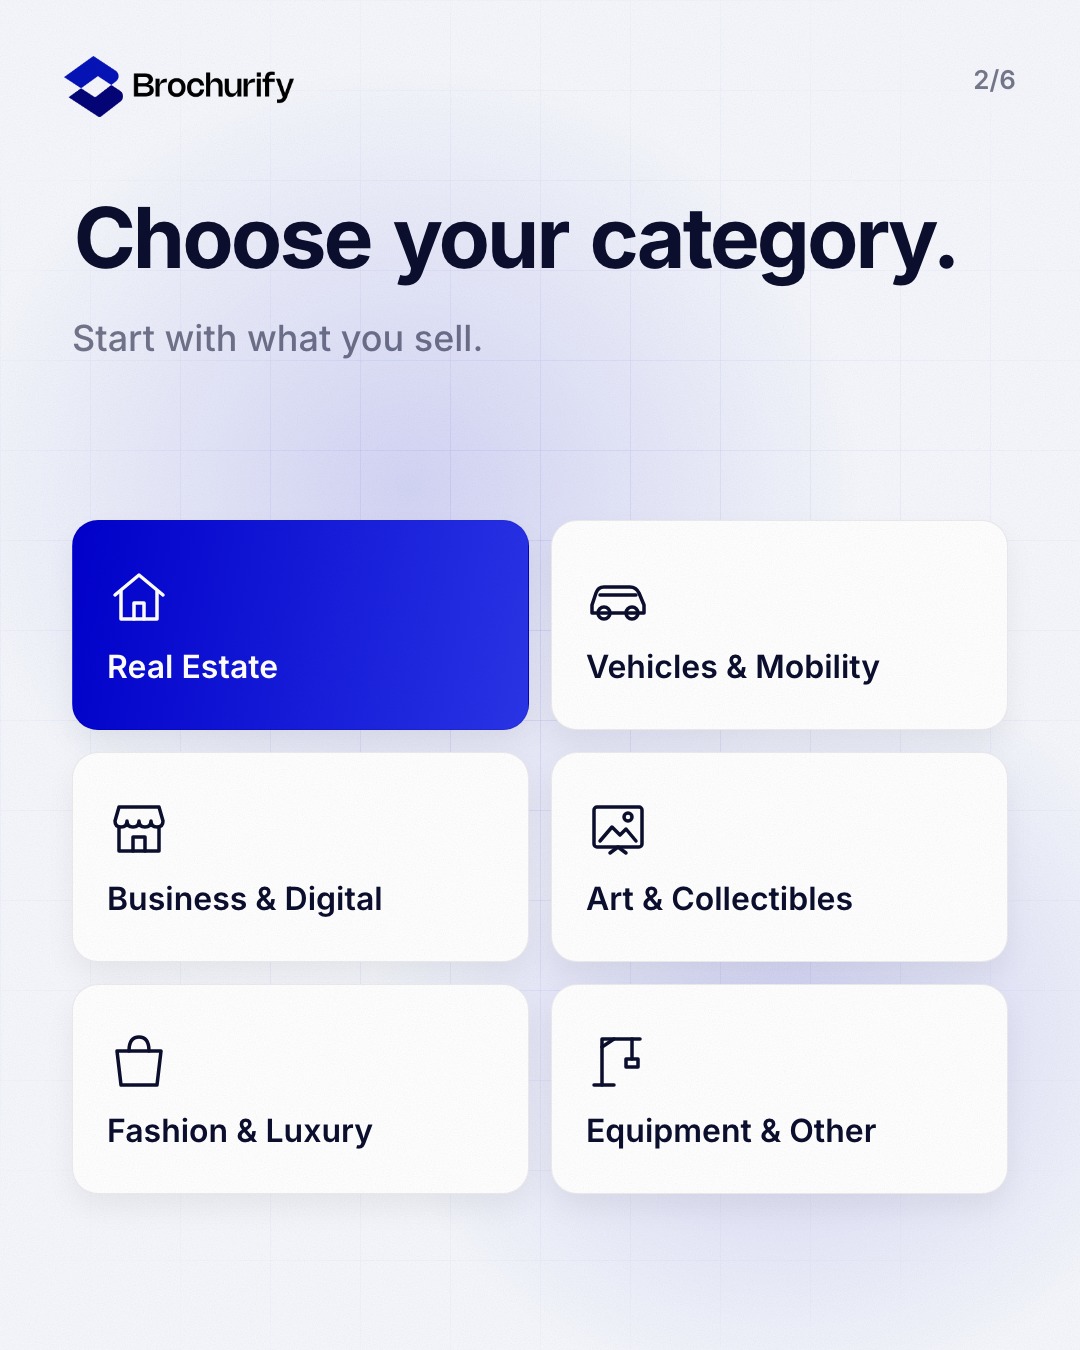 Brochurify
2/6
Choose your category.
Start with what you sell.
Real Estate
Vehicles & Mobility
Business & Digital
Art & Collectibles
Fashion & Luxury
Equipment & Other